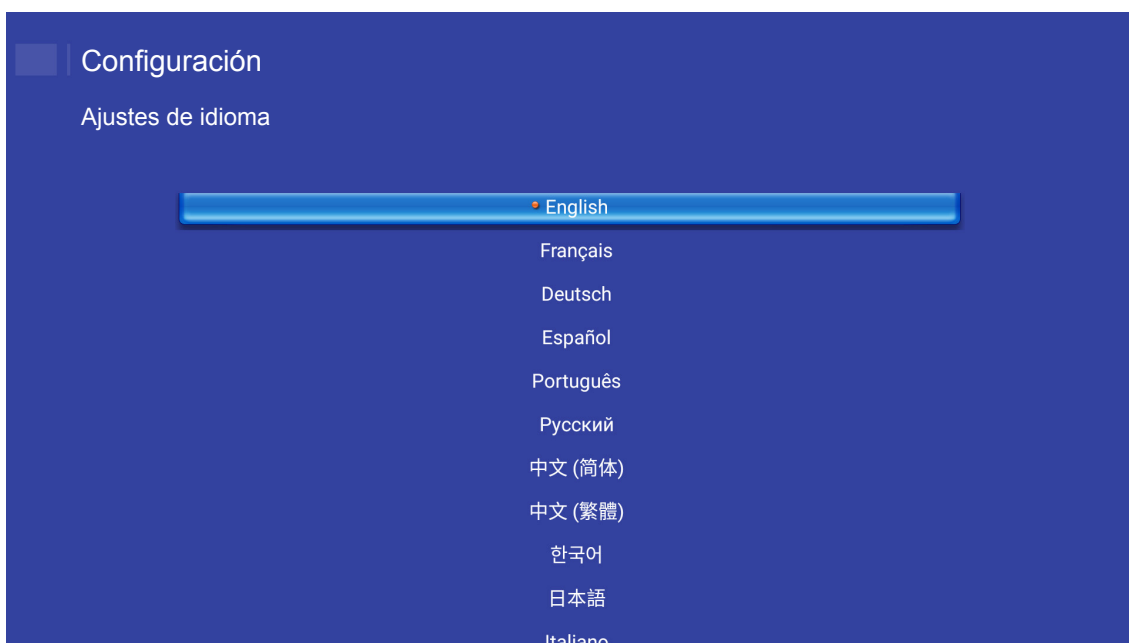 Configuración
Ajustes de idioma
English
Français
Deutsch
Español
Português
Русский
中文 (简体)
中文 (繁體)
한국어
日本語
Italiano